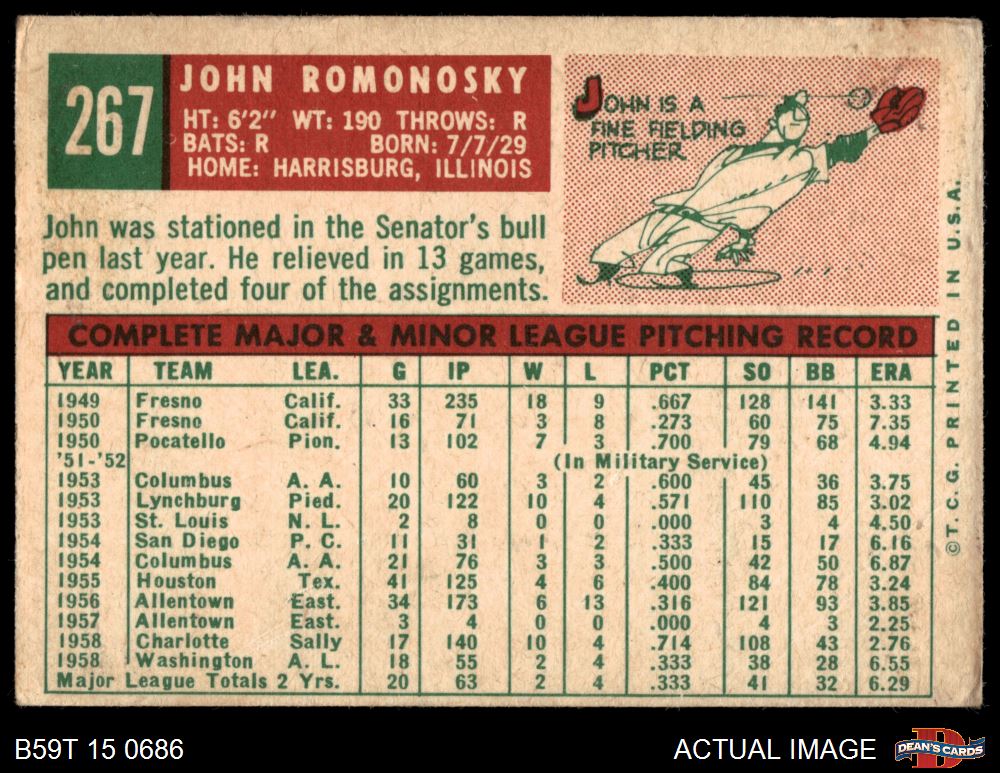 267
JOHN ROMONOSKY
HT: 6'2" WT: 190 THROWS: R
BATS: R BORN: 7/7/29
HOME: HARRISBURG, ILLINOIS
JOHN IS A
FINE FIELDING
PITCHER
John was stationed in the Senator's bull
pen last year. He relieved in 13 games,
and completed four of the assignments.
COMPLETE MAJOR & MINOR LEAGUE PITCHING RECORD
YEAR TEAM LEA. G IP W L PCT SO BB ERA
1949 Fresno Calif. 33 235 18 9 .667 128 141 3.33
1950 Fresno Calif. 16 71 3 8 .273 60 75 7.35
1950 Pocatello Pion. 13 102 7 3 .700 79 68 4.94
'51-'52 (In Military Service)
1953 Columbus A. A. 10 60 3 2 .600 45 36 3.75
1953 Lynchburg Pied. 20 122 10 4 .571 110 85 3.02
1953 St. Louis N. L. 2 8 0 0 .000 3 4 4.50
1954 San Diego P. C. 11 31 1 2 .333 15 17 6.16
1954 Columbus A. A. 21 76 3 3 .500 42 50 6.87
1955 Houston Tex. 41 125 4 6 .400 84 78 3.24
1956 Allentown East. 34 173 6 13 .316 121 93 3.85
1957 Allentown East. 3 4 0 0 .000 4 3 2.25
1958 Charlotte Sally 17 140 10 4 .714 108 43 2.76
1958 Washington A. L. 18 55 2 4 .333 38 28 6.55
Major League Totals 2 Yrs. 20 63 2 4 .333 41 32 6.29
©T.C.G. PRINTED IN U.S.A.
B59T 15 0686
ACTUAL IMAGE
DEAN'S CARDS